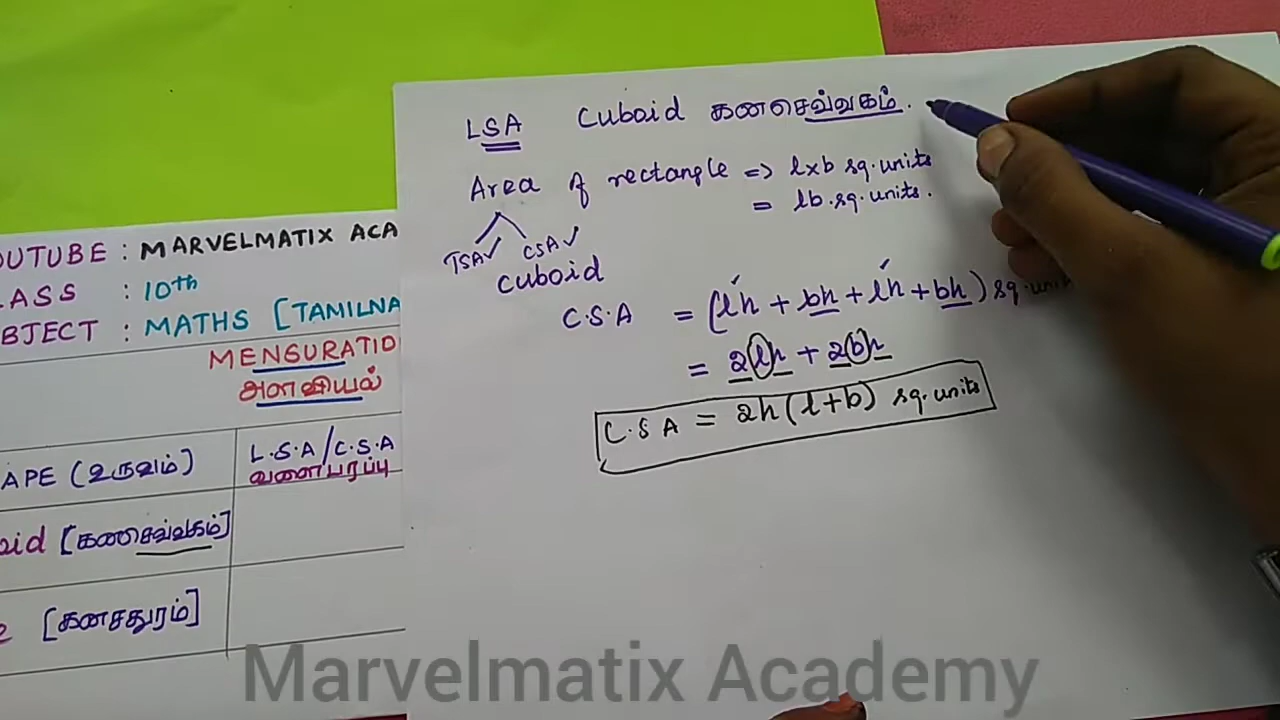 LSA Cuboid கனசெவ்வகம்.
Area of rectangle => lxb sq.units
= lb.sq.units.
TSA✓ CSA✓
cuboid
C.S.A = (lh + bh + lh + bh) sq.units
= 2lh + 2bh
C.S.A = 2h(l+b) sq.units
OUTUBE : MARVELMATIX ACA
LASS : 10th
BJECT : MATHS [TAMILNA
MENSURATIO
அளவியல்
APE (உருவம்) L.S.A/C.S.A
வளைபரப்பு
oid [கனசெவ்வகம்]
e [கனசதுரம்]
Marvelmatix Academy